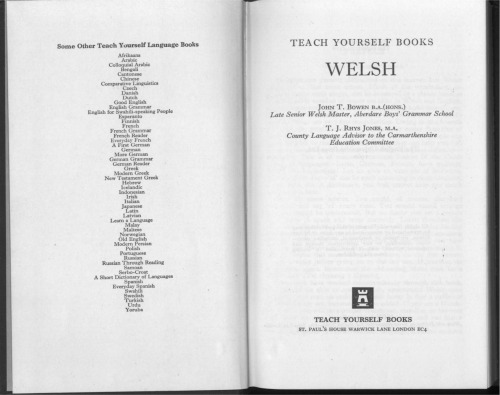 Some Other Teach Yourself Language Books
Afrikaans
Arabic
Colloquial Arabic
Bengali
Cantonese
Chinese
Comparative Linguistics
Czech
Danish
Dutch
Good English
English Grammar
English for Swahili-speaking People
Esperanto
Finnish
French
French Grammar
French Reader
Everyday French
A First German
German
More German
German Grammar
German Reader
Greek
Modern Greek
New Testament Greek
Hebrew
Icelandic
Indonesian
Irish
Italian
Japanese
Latin
Latvian
Learn a Language
Malay
Maltese
Norwegian
Old English
Modern Persian
Polish
Portuguese
Russian
Russian Through Reading
Samoan
Serbo-Croat
A Short Dictionary of Languages
Spanish
Everyday Spanish
Swahili
Swedish
Turkish
Urdu
Yoruba
TEACH YOURSELF BOOKS
WELSH
JOHN T. BOWEN B.A.(HONS.)
Late Senior Welsh Master, Aberdare Boys' Grammar School
T. J. RHYS JONES, M.A.
County Language Advisor to the Carmarthenshire
Education Committee
TEACH YOURSELF BOOKS
ST. PAUL'S HOUSE WARWICK LANE LONDON EC4